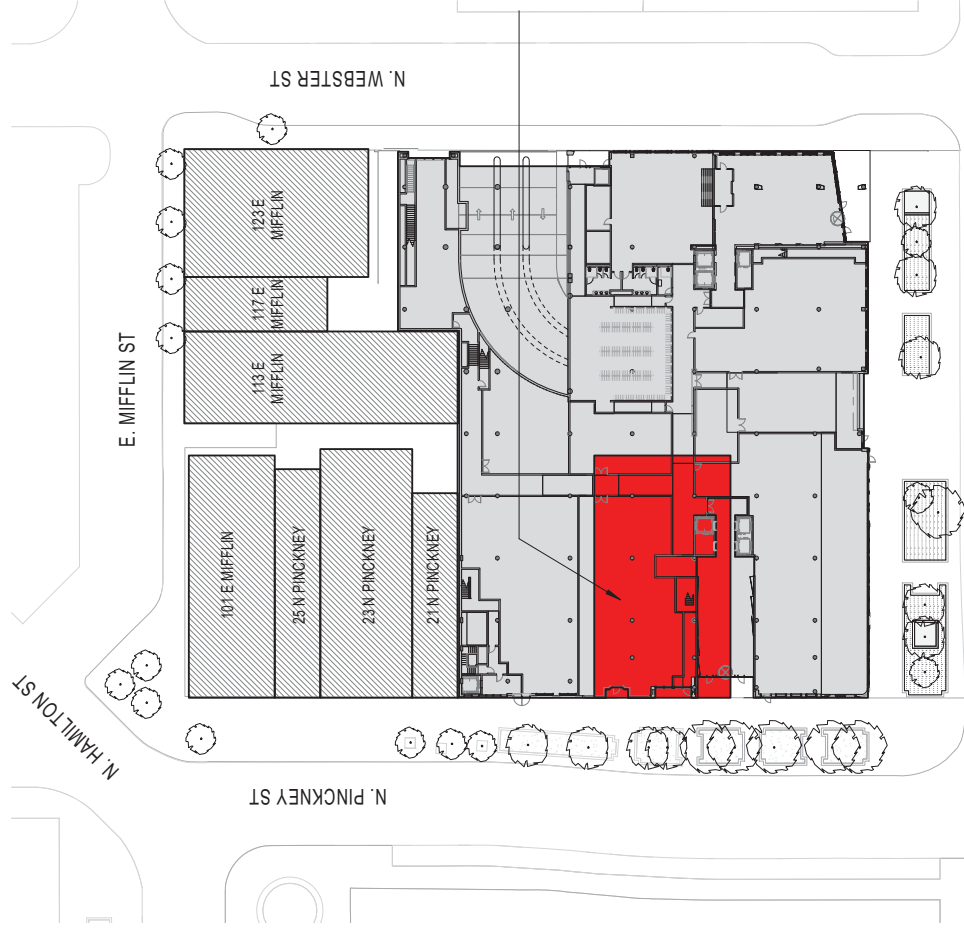 N. WEBSTER ST
E. MIFFLIN ST
123 E
MIFFLIN
117 E
MIFFLIN
113 E
MIFFLIN
101 E MIFFLIN
25 N PINCKNEY
23 N PINCKNEY
21 N PINCKNEY
N. HAMILTON ST
N. PINCKNEY ST